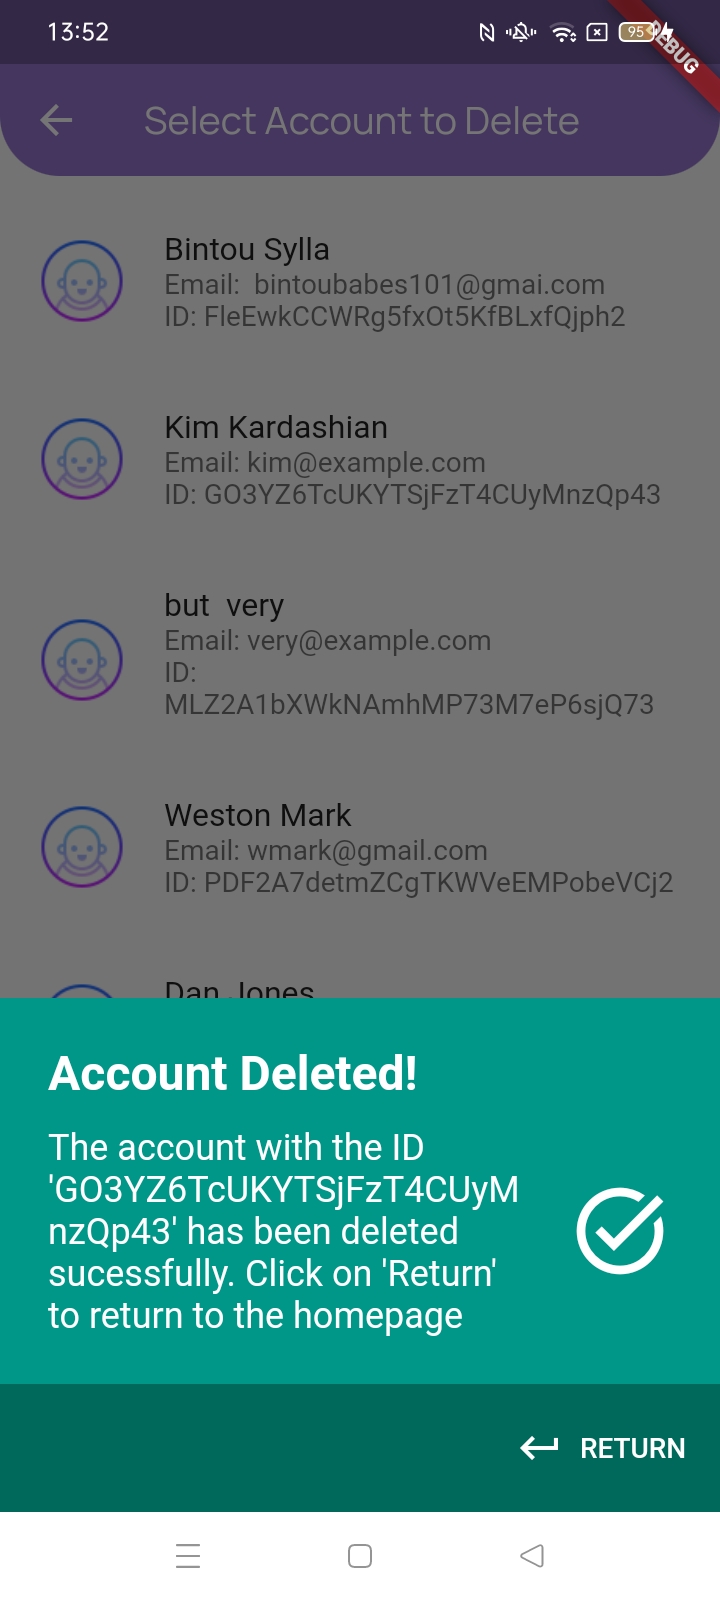 13:52
95
DEBUG
Select Account to Delete
Bintou Sylla
Email:  bintoubabes101@gmai.com
ID: FleEwkCCWRg5fxOt5KfBLxfQjph2
Kim Kardashian
Email: kim@example.com
ID: GO3YZ6TcUKYTSjFzT4CUyMnzQp43
but  very
Email: very@example.com
ID:
MLZ2A1bXWkNAmhMP73M7eP6sjQ73
Weston Mark
Email: wmark@gmail.com
ID: PDF2A7detmZCgTKWVeEMPobeVCj2
Dan Jones
Account Deleted!
The account with the ID
'GO3YZ6TcUKYTSjFzT4CUyM
nzQp43' has been deleted
sucessfully. Click on 'Return'
to return to the homepage
RETURN